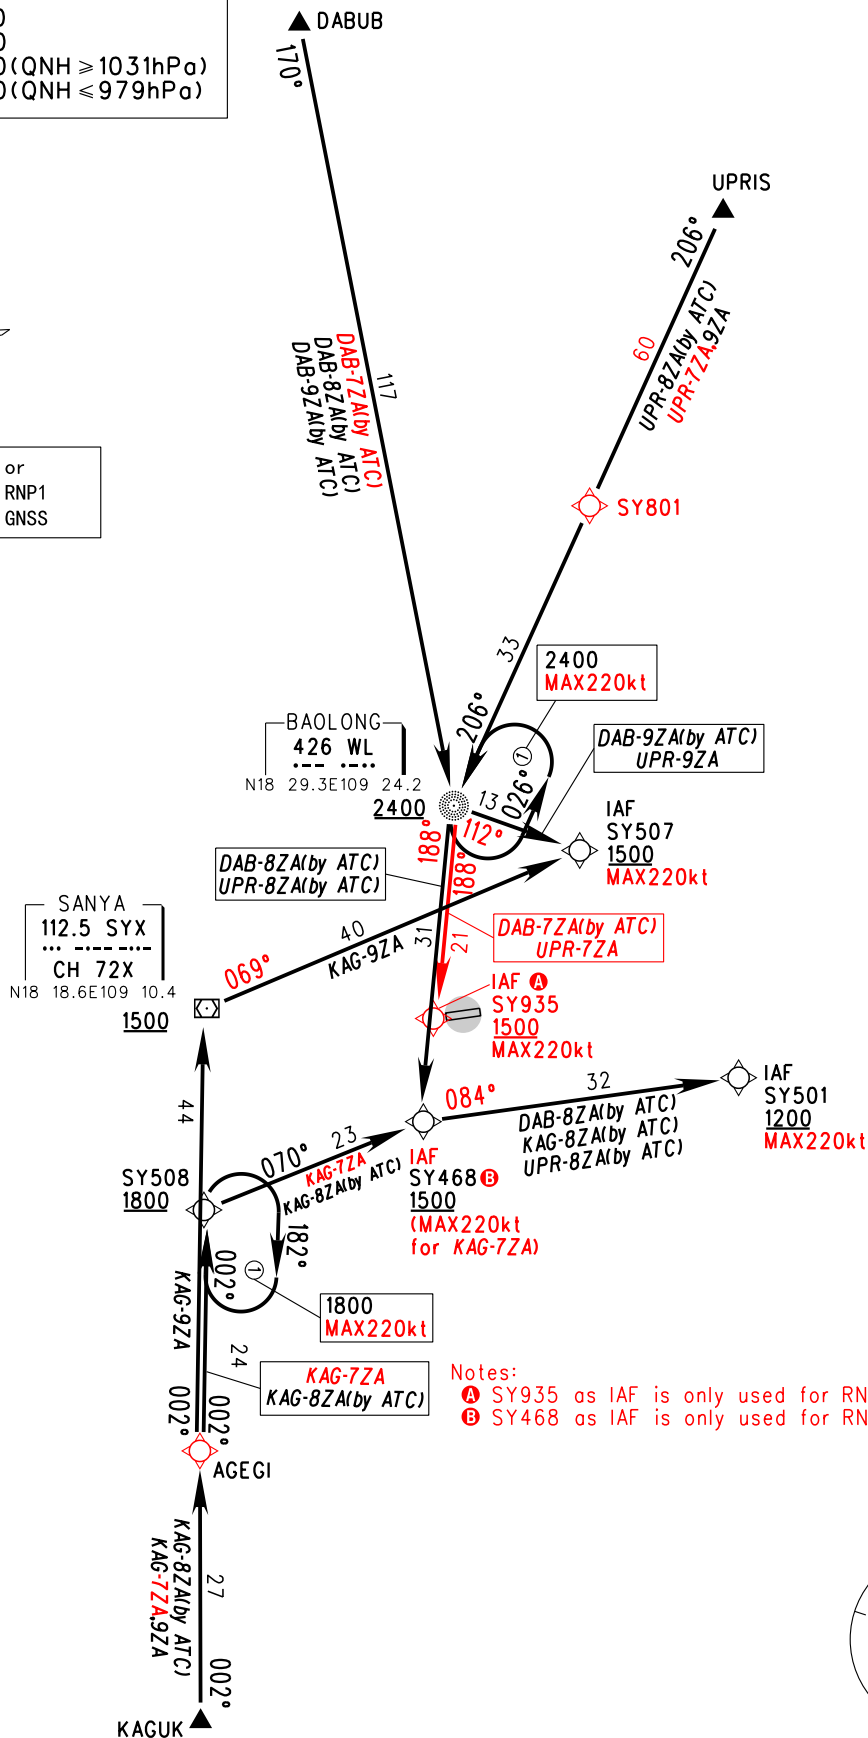 0
0
0(QNH ≥1031hPa)
0(QNH ≤979hPa)
DABUB
170°
UPRIS
206°
60
UPR-8ZA(by ATC)
UPR-7ZA,9ZA
117
DAB-7ZA(by ATC)
DAB-8ZA(by ATC)
DAB-9ZA(by ATC)
or
RNP1
GNSS
SY801
33
206°
2400
MAX220kt
BAOLONG
426 WL
N18 29.3E109 24.2
2400
1
026°
DAB-9ZA(by ATC)
UPR-9ZA
13
112°
IAF
SY507
1500
MAX220kt
188°
188°
DAB-8ZA(by ATC)
UPR-8ZA(by ATC)
SANYA
112.5 SYX
CH 72X
N18 18.6E109 10.4
1500
069°
40
KAG-9ZA
31
21
DAB-7ZA(by ATC)
UPR-7ZA
IAF A
SY935
1500
MAX220kt
44
084°
32
DAB-8ZA(by ATC)
KAG-8ZA(by ATC)
UPR-8ZA(by ATC)
IAF
SY501
1200
MAX220kt
SY508
1800
070°
23
KAG-7ZA
KAG-8ZA(by ATC)
IAF
SY468 B
1500
(MAX220kt
for KAG-7ZA)
182°
002°
1
1800
MAX220kt
KAG-9ZA
24
KAG-7ZA
KAG-8ZA(by ATC)
002°
002°
Notes:
A SY935 as IAF is only used for RN
B SY468 as IAF is only used for RN
AGEGI
KAG-8ZA(by ATC)
KAG-7ZA,9ZA
27
002°
KAGUK